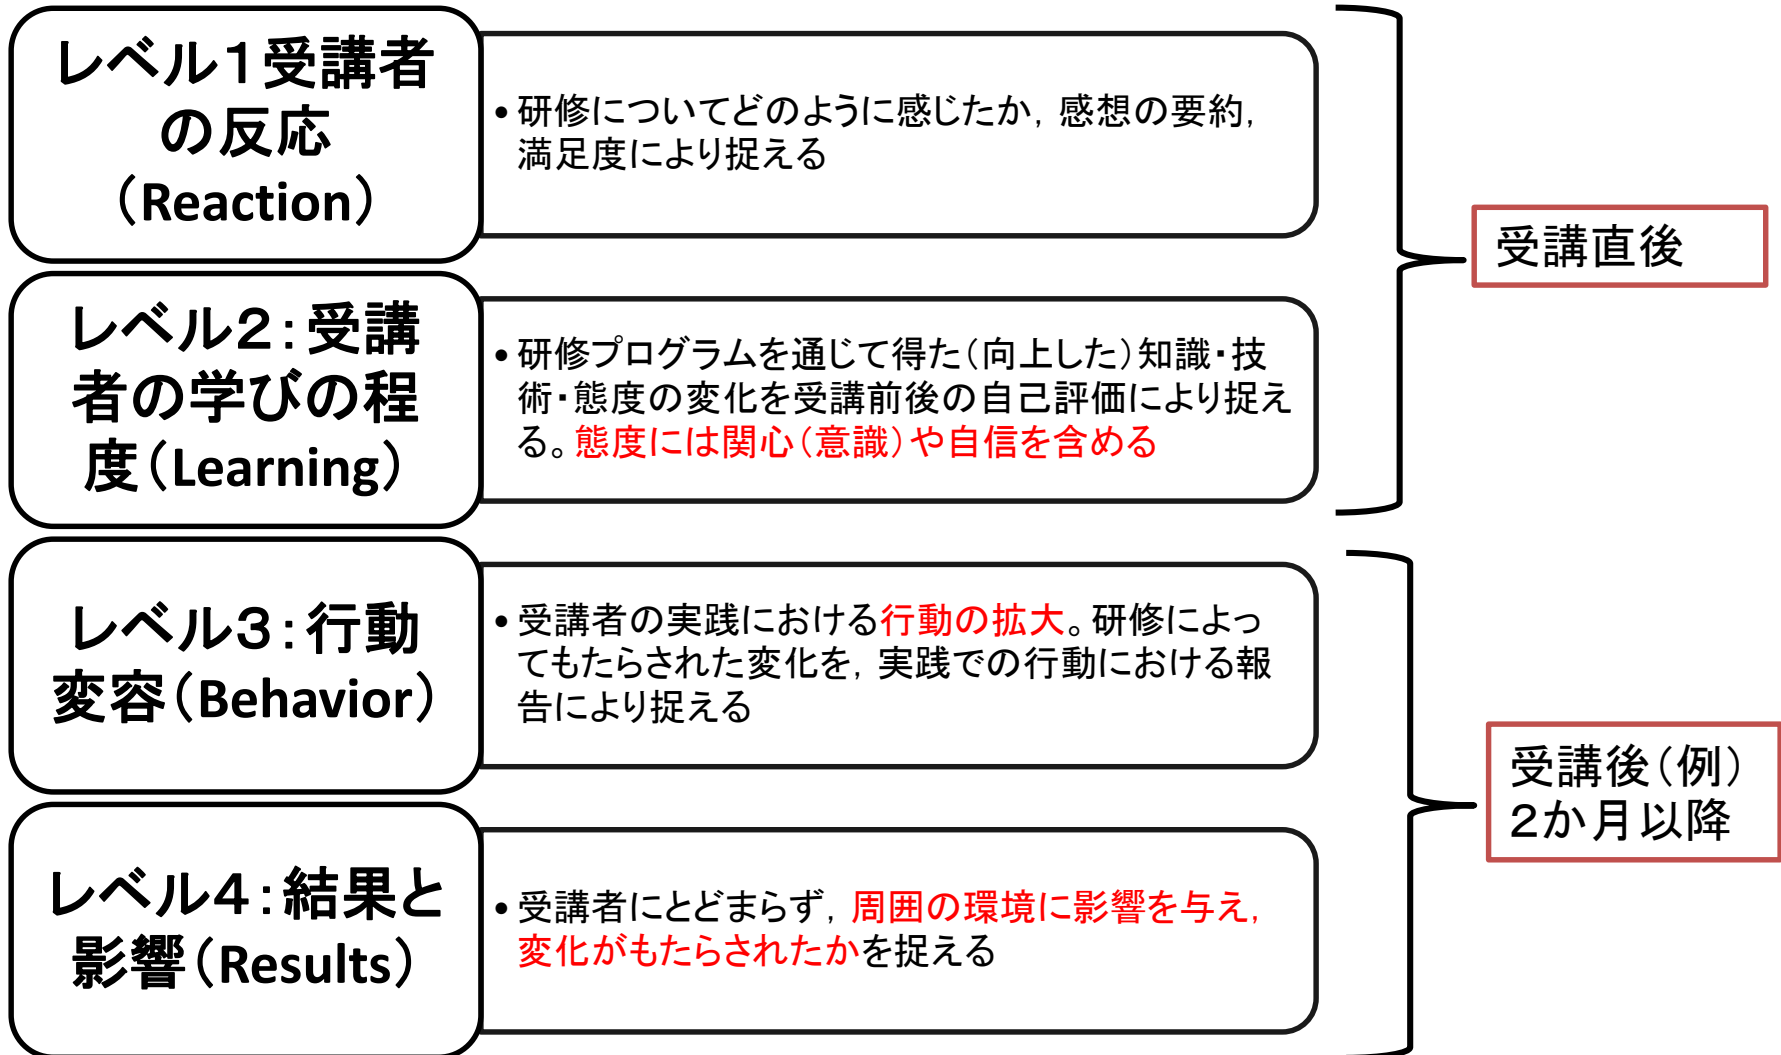 レベル１受講者
の反応
（Reaction）
• 研修についてどのように感じたか，感想の要約，
満足度により捉える
受講直後
レベル２：受講
者の学びの程
度（Learning）
• 研修プログラムを通じて得た（向上した）知識・技
術・態度の変化を受講前後の自己評価により捉え
る。態度には関心（意識）や自信を含める
レベル３：行動
変容（Behavior）
• 受講者の実践における行動の拡大。研修によっ
てもたらされた変化を，実践での行動における報
告により捉える
受講後（例）
２か月以降
レベル４：結果と
影響（Results）
• 受講者にとどまらず，周囲の環境に影響を与え，
変化がもたらされたかを捉える